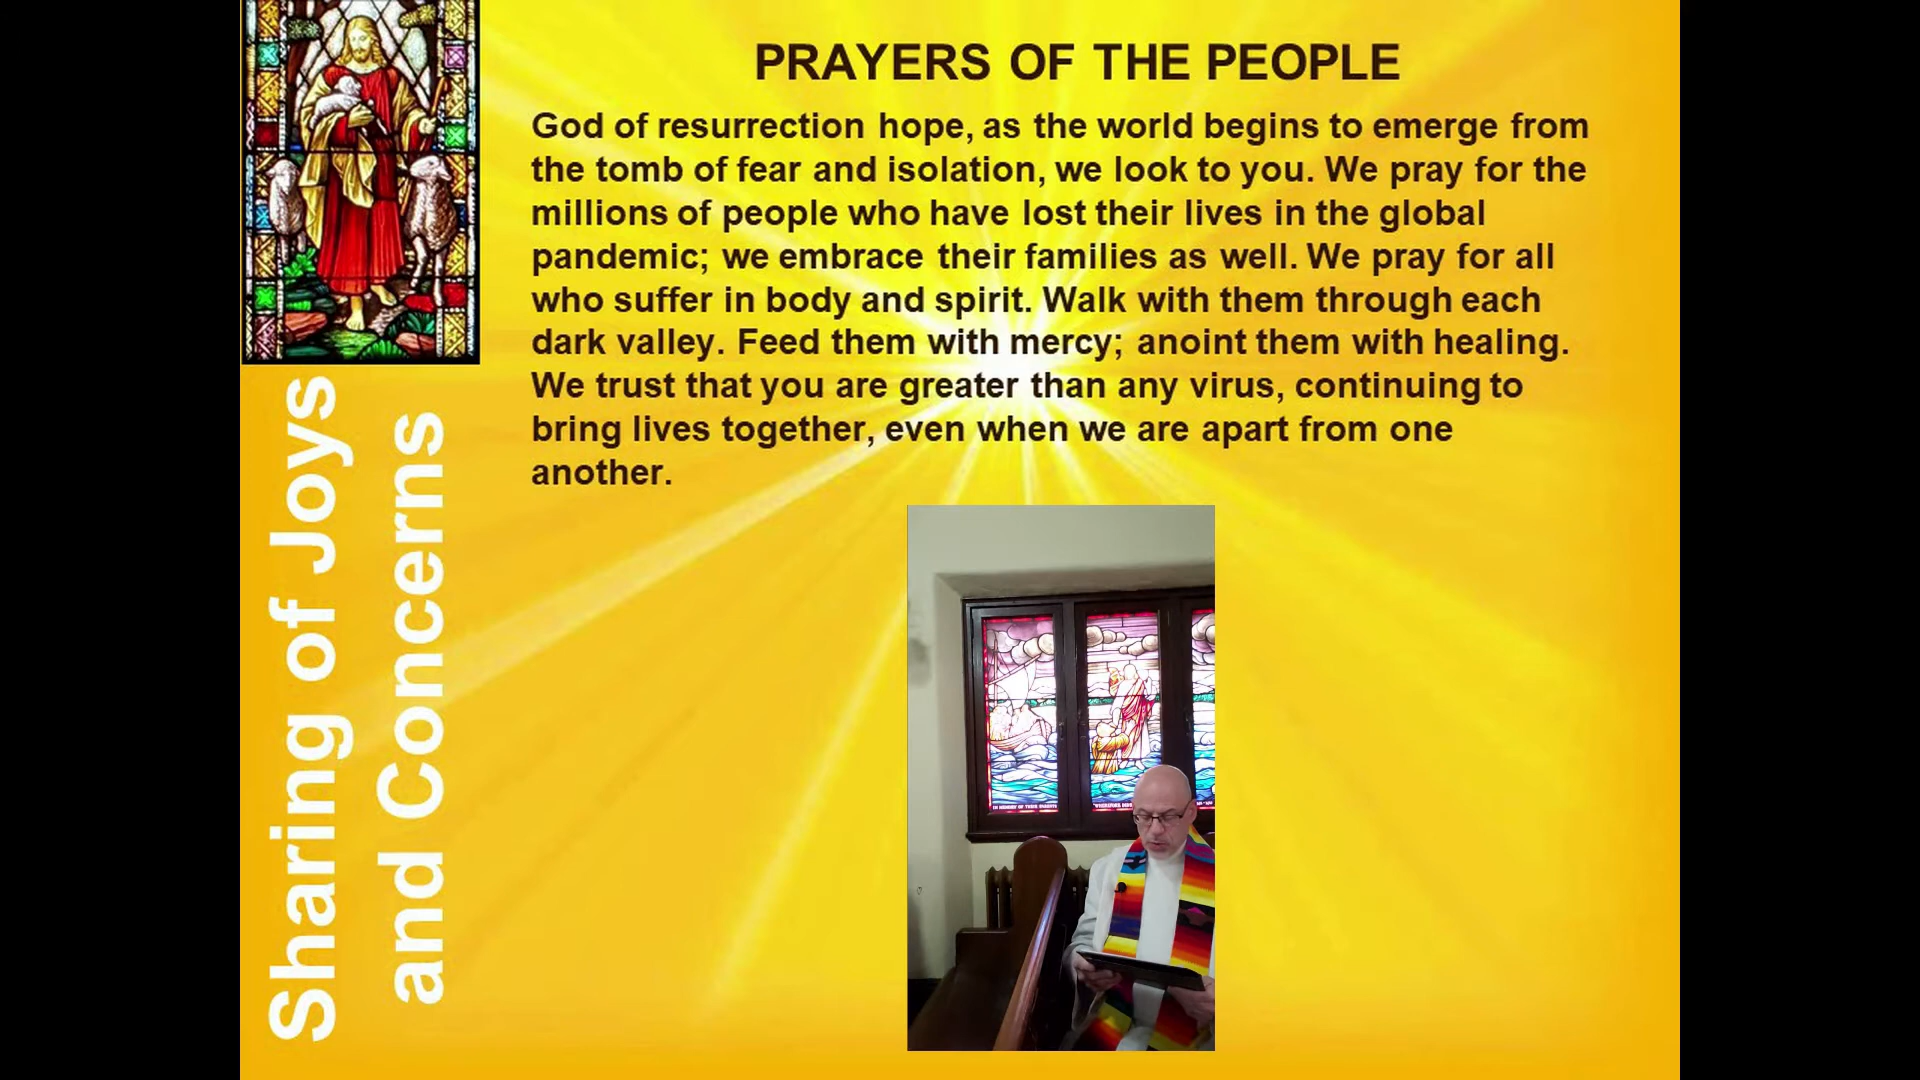 PRAYERS OF THE PEOPLE
God of resurrection hope, as the world begins to emerge from
the tomb of fear and isolation, we look to you. We pray for the
millions of people who have lost their lives in the global
pandemic; we embrace their families as well. We pray for all
who suffer in body and spirit. Walk with them through each
dark valley. Feed them with mercy; anoint them with healing.
We trust that you are greater than any virus, continuing to
bring lives together, even when we are apart from one
another.
Sharing of Joys
and Concerns